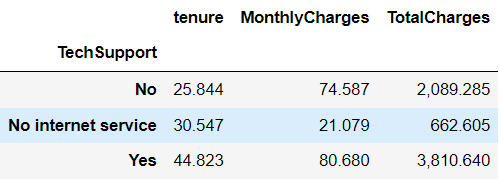 tenure MonthlyCharges TotalCharges
TechSupport
No 25.844 74.587 2,089.285
No internet service 30.547 21.079 662.605
Yes 44.823 80.680 3,810.640